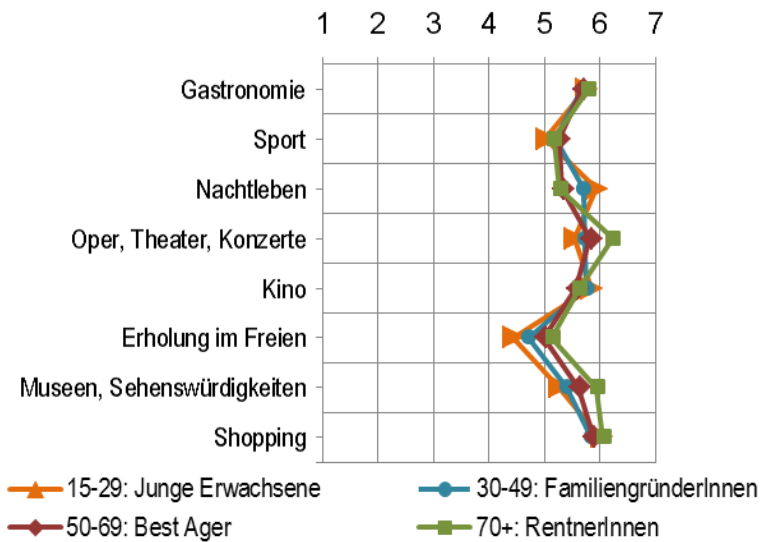 1 2 3 4 5 6 7
Gastronomie
Sport
Nachtleben
Oper, Theater, Konzerte
Kino
Erholung im Freien
Museen, Sehenswürdigkeiten
Shopping
15-29: Junge Erwachsene 30-49: FamiliengründerInnen
50-69: Best Ager 70+: RentnerInnen